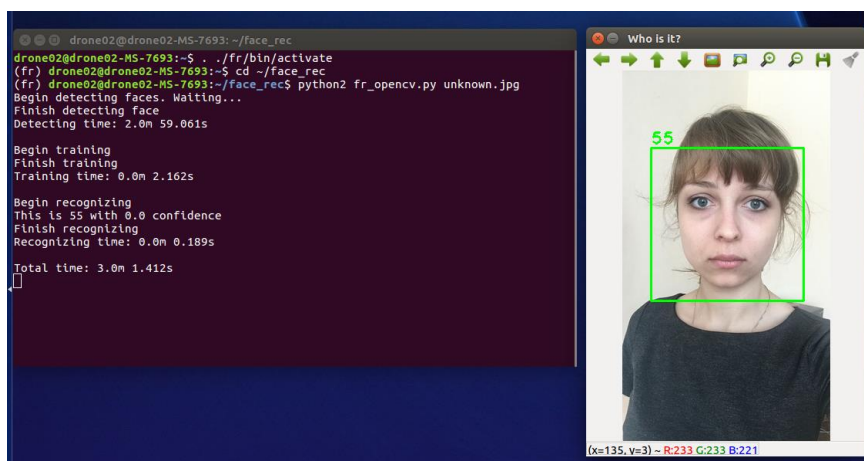 drone02@drone02-MS-7693: ~/face_rec
drone02@drone02-MS-7693:~$ . ./fr/bin/activate
(fr) drone02@drone02-MS-7693:~$ cd ~/face_rec
(fr) drone02@drone02-MS-7693:~/face_rec$ python2 fr_opencv.py unknown.jpg
Begin detecting faces. Waiting...
Finish detecting face
Detecting time: 2.0m 59.061s
Begin training
Finish training
Training time: 0.0m 2.162s
Begin recognizing
This is 55 with 0.0 confidence
Finish recognizing
Recognizing time: 0.0m 0.189s
Total time: 3.0m 1.412s
Who is it?
55
(x=135, y=3) ~ R:233 G:233 B:221